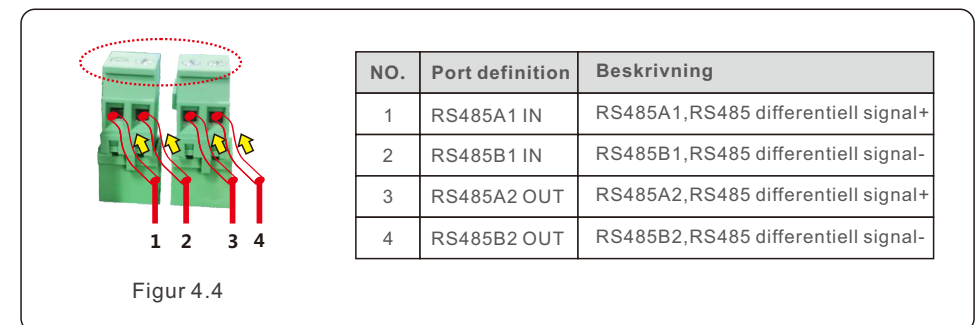 NO. Port definition Beskrivning
1 RS485A1 IN RS485A1,RS485 differentiell signal+
2 RS485B1 IN RS485B1,RS485 differentiell signal-
3 RS485A2 OUT RS485A2,RS485 differentiell signal+
4 RS485B2 OUT RS485B2,RS485 differentiell signal-
1 2 3 4
Figur 4.4